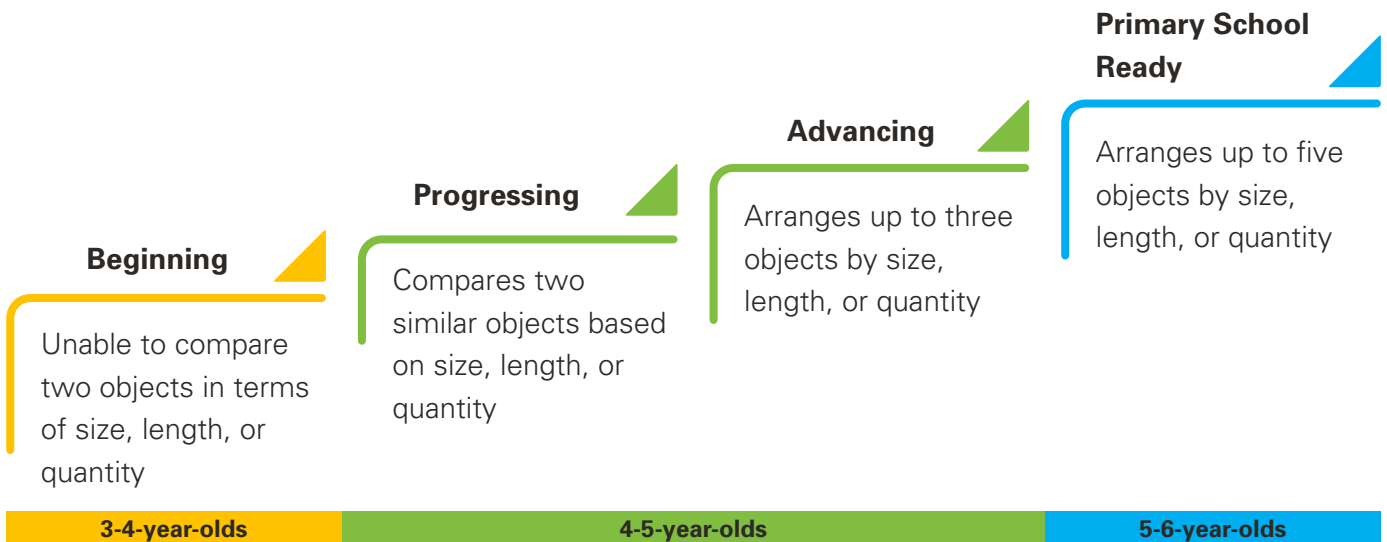 Beginning
Unable to compare
two objects in terms
of size, length, or
quantity
Progressing
Compares two
similar objects based
on size, length, or
quantity
Advancing
Arranges up to three
objects by size,
length, or quantity
Primary School
Ready
Arranges up to five
objects by size,
length, or quantity
3-4-year-olds
4-5-year-olds
5-6-year-olds